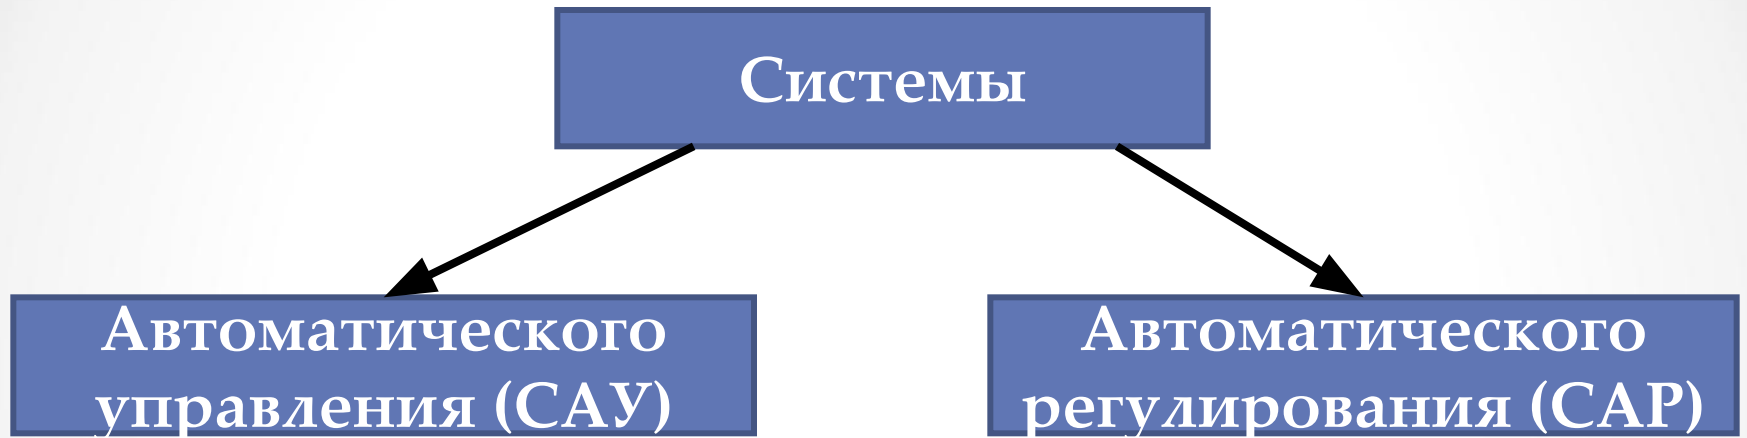 Системы
Автоматического
управления (САУ)
Автоматического
регулирования (САР)